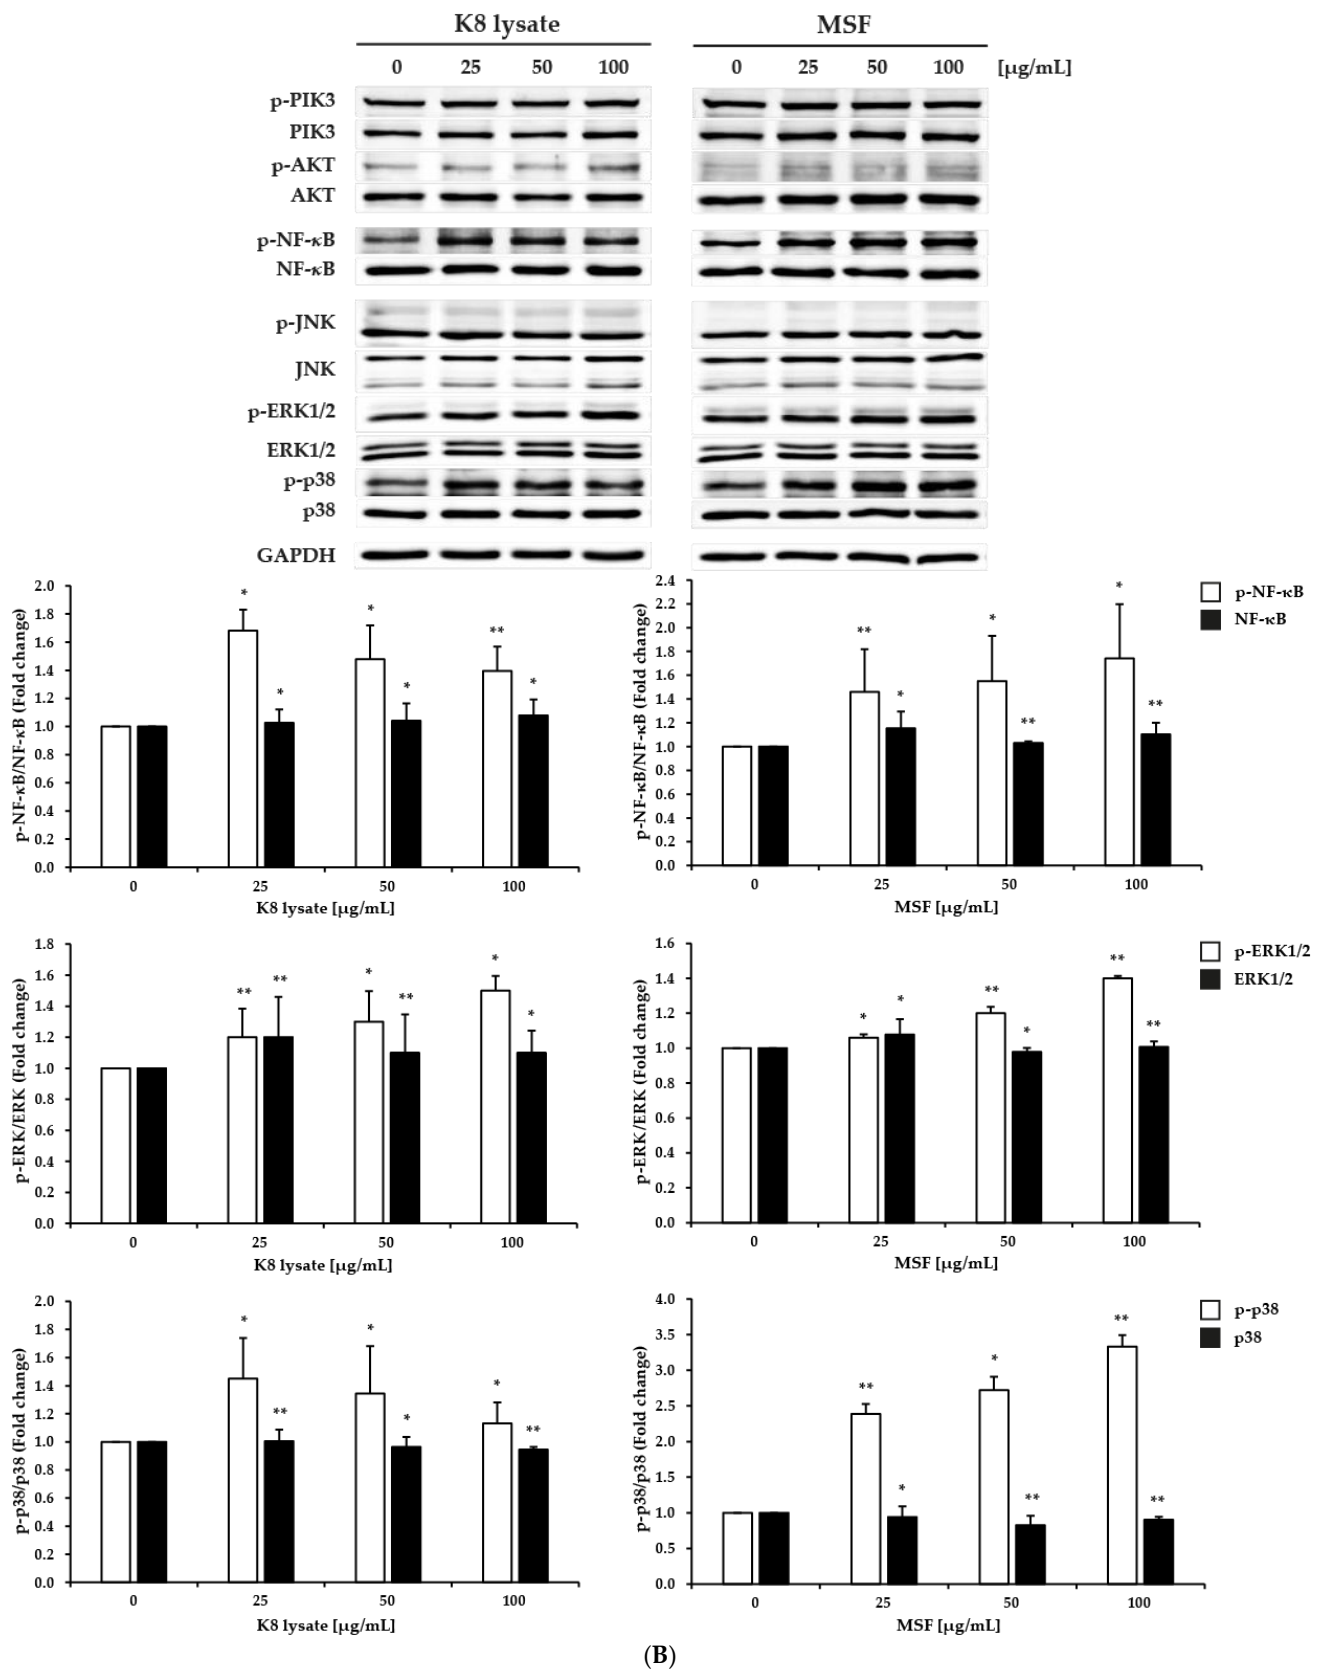 K8 lysate MSF
0 25 50 100 0 25 50 100 [µg/mL]
p-PIK3
PIK3
p-AKT
AKT
p-NF-κB
NF-κB
p-JNK
JNK
p-ERK1/2
ERK1/2
p-p38
p38
GAPDH
p-NF-κB/NF-κB (Fold change)
2.0
1.8
1.6
1.4
1.2
1.0
0.8
0.6
0.4
0.2
0.0
* * ** * * *
0 25 50 100
K8 lysate [µg/mL]
p-NF-κB/NF-κB (Fold change)
2.4
2.2
2.0
1.8
1.6
1.4
1.2
1.0
0.8
0.6
0.4
0.2
0.0
** * * * ** **
0 25 50 100
MSF [µg/mL]
p-NF-κB
NF-κB
p-ERK/ERK (Fold change)
1.8
1.6
1.4
1.2
1.0
0.8
0.6
0.4
0.2
0.0
** ** * ** * *
0 25 50 100
K8 lysate [µg/mL]
p-ERK/ERK (Fold change)
1.6
1.4
1.2
1.0
0.8
0.6
0.4
0.2
0.0
* * ** * ** **
0 25 50 100
MSF [µg/mL]
p-ERK1/2
ERK1/2
p-p38/p38 (Fold change)
2.0
1.8
1.6
1.4
1.2
1.0
0.8
0.6
0.4
0.2
0.0
* ** * * * **
0 25 50 100
K8 lysate [µg/mL]
p-p38/p38 (Fold change)
4.0
3.5
3.0
2.5
2.0
1.5
1.0
0.5
0.0
** * * ** ** **
0 25 50 100
MSF [µg/mL]
p-p38
p38
(B)